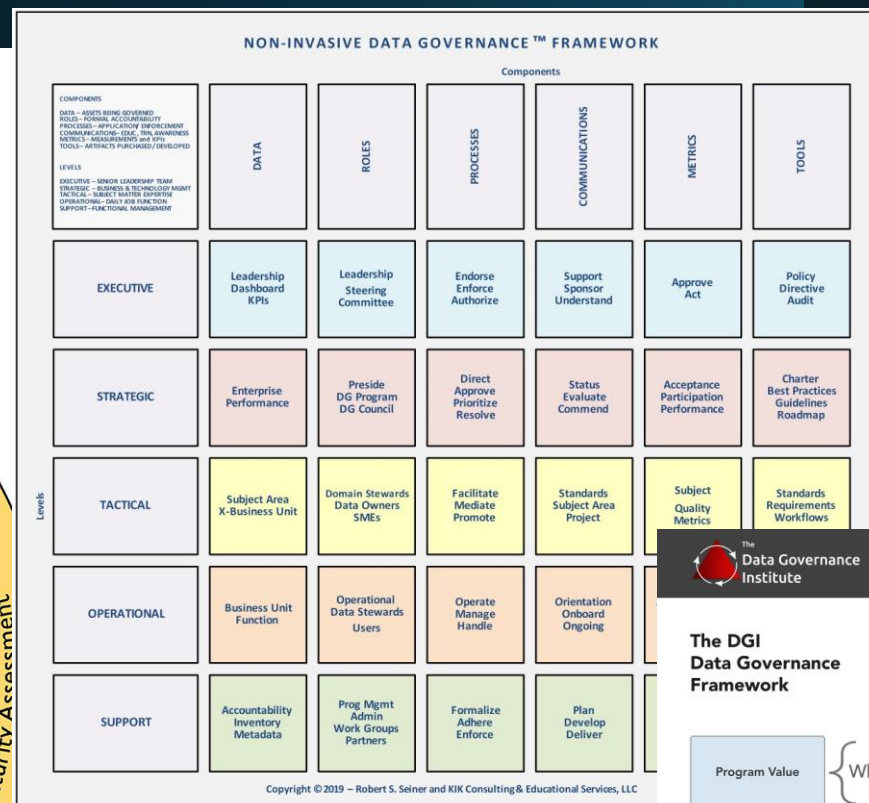 NON-INVASIVE DATA GOVERNANCE™ FRAMEWORK
Components
COMPONENTS
DATA – ASSETS BEING GOVERNED
ROLES – FORMAL ACCOUNTABILITY
PROCESSES – APPLICATION/ ENFORCEMENT
COMMUNICATIONS– EDUC, TRN, AWARENESS
METRICS – MEASUREMENTS and KPIs
TOOLS– ARTIFACTS PURCHASED/ DEVELOPED
LEVELS
EXECUTIVE – SENIOR LEADERSHIP TEAM
STRATEGIC – BUSINESS & TECHNOLOGY MGMT
TACTICAL – SUBJECT MATTER EXPERTISE
OPERATIONAL– DAILY JOB FUNCTION
SUPPORT –FUNCTIONAL MANAGEMENT
DATA
ROLES
PROCESSES
COMMUNICATIONS
METRICS
TOOLS
Levels
EXECUTIVE
Leadership
Dashboard
KPIs
Leadership
Steering
Committee
Endorse
Enforce
Authorize
Support
Sponsor
Understand
Approve
Act
Policy
Directive
Audit
STRATEGIC
Enterprise
Performance
Preside
DG Program
DG Council
Direct
Approve
Prioritize
Resolve
Status
Evaluate
Commend
Acceptance
Participation
Performance
Charter
Best Practices
Guidelines
Roadmap
TACTICAL
Subject Area
X-Business Unit
Domain Stewards
Data Owners
SMEs
Facilitate
Mediate
Promote
Standards
Subject Area
Project
Subject
Quality
Metrics
Standards
Requirements
Workflows
OPERATIONAL
Business Unit
Function
Operational
Data Stewards
Users
Operate
Manage
Handle
Orientation
Onboard
Ongoing
SUPPORT
Accountability
Inventory
Metadata
Prog Mgmt
Admin
Work Groups
Partners
Formalize
Adhere
Enforce
Plan
Develop
Deliver
Copyright © 2019 – Robert S. Seiner and KIK Consulting & Educational Services, LLC
Assessment
The
Data Governance
Institute
The DGI
Data Governance
Framework
Program Value